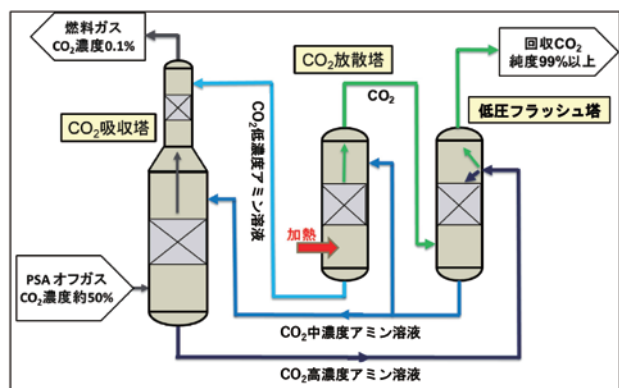 燃料ガス
CO₂濃度0.1%
CO₂吸収塔
PSA オフガス
CO₂濃度約50%
CO₂低濃度アミン溶液
CO₂放散塔
CO₂
加熱
回収CO₂
純度99%以上
低圧フラッシュ塔
CO₂中濃度アミン溶液
CO₂高濃度アミン溶液